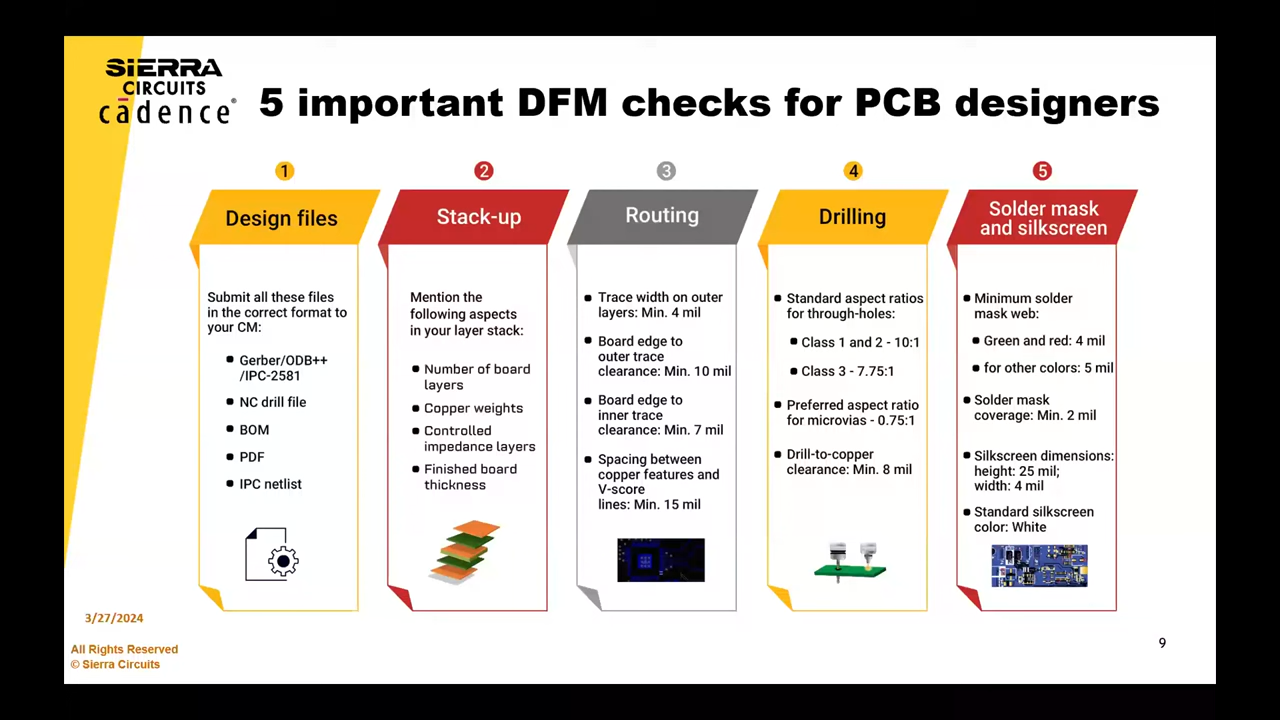 SIERRA
CIRCUITS
cādence®
5 important DFM checks for PCB designers
1
Design files
Submit all these files
in the correct format to
your CM:
Gerber/ODB++
/IPC-2581
NC drill file
BOM
PDF
IPC netlist
2
Stack-up
Mention the
following aspects
in your layer stack:
Number of board
layers
Copper weights
Controlled
impedance layers
Finished board
thickness
3
Routing
Trace width on outer
layers: Min. 4 mil
Board edge to
outer trace
clearance: Min. 10 mil
Board edge to
inner trace
clearance: Min. 7 mil
Spacing between
copper features and
V-score
lines: Min. 15 mil
4
Drilling
Standard aspect ratios
for through-holes:
Class 1 and 2 - 10:1
Class 3 - 7.75:1
Preferred aspect ratio
for microvias - 0.75:1
Drill-to-copper
clearance: Min. 8 mil
5
Solder mask
and silkscreen
Minimum solder
mask web:
Green and red: 4 mil
for other colors: 5 mil
Solder mask
coverage: Min. 2 mil
Silkscreen dimensions:
height: 25 mil;
width: 4 mil
Standard silkscreen
color: White
3/27/2024
All Rights Reserved
© Sierra Circuits
9